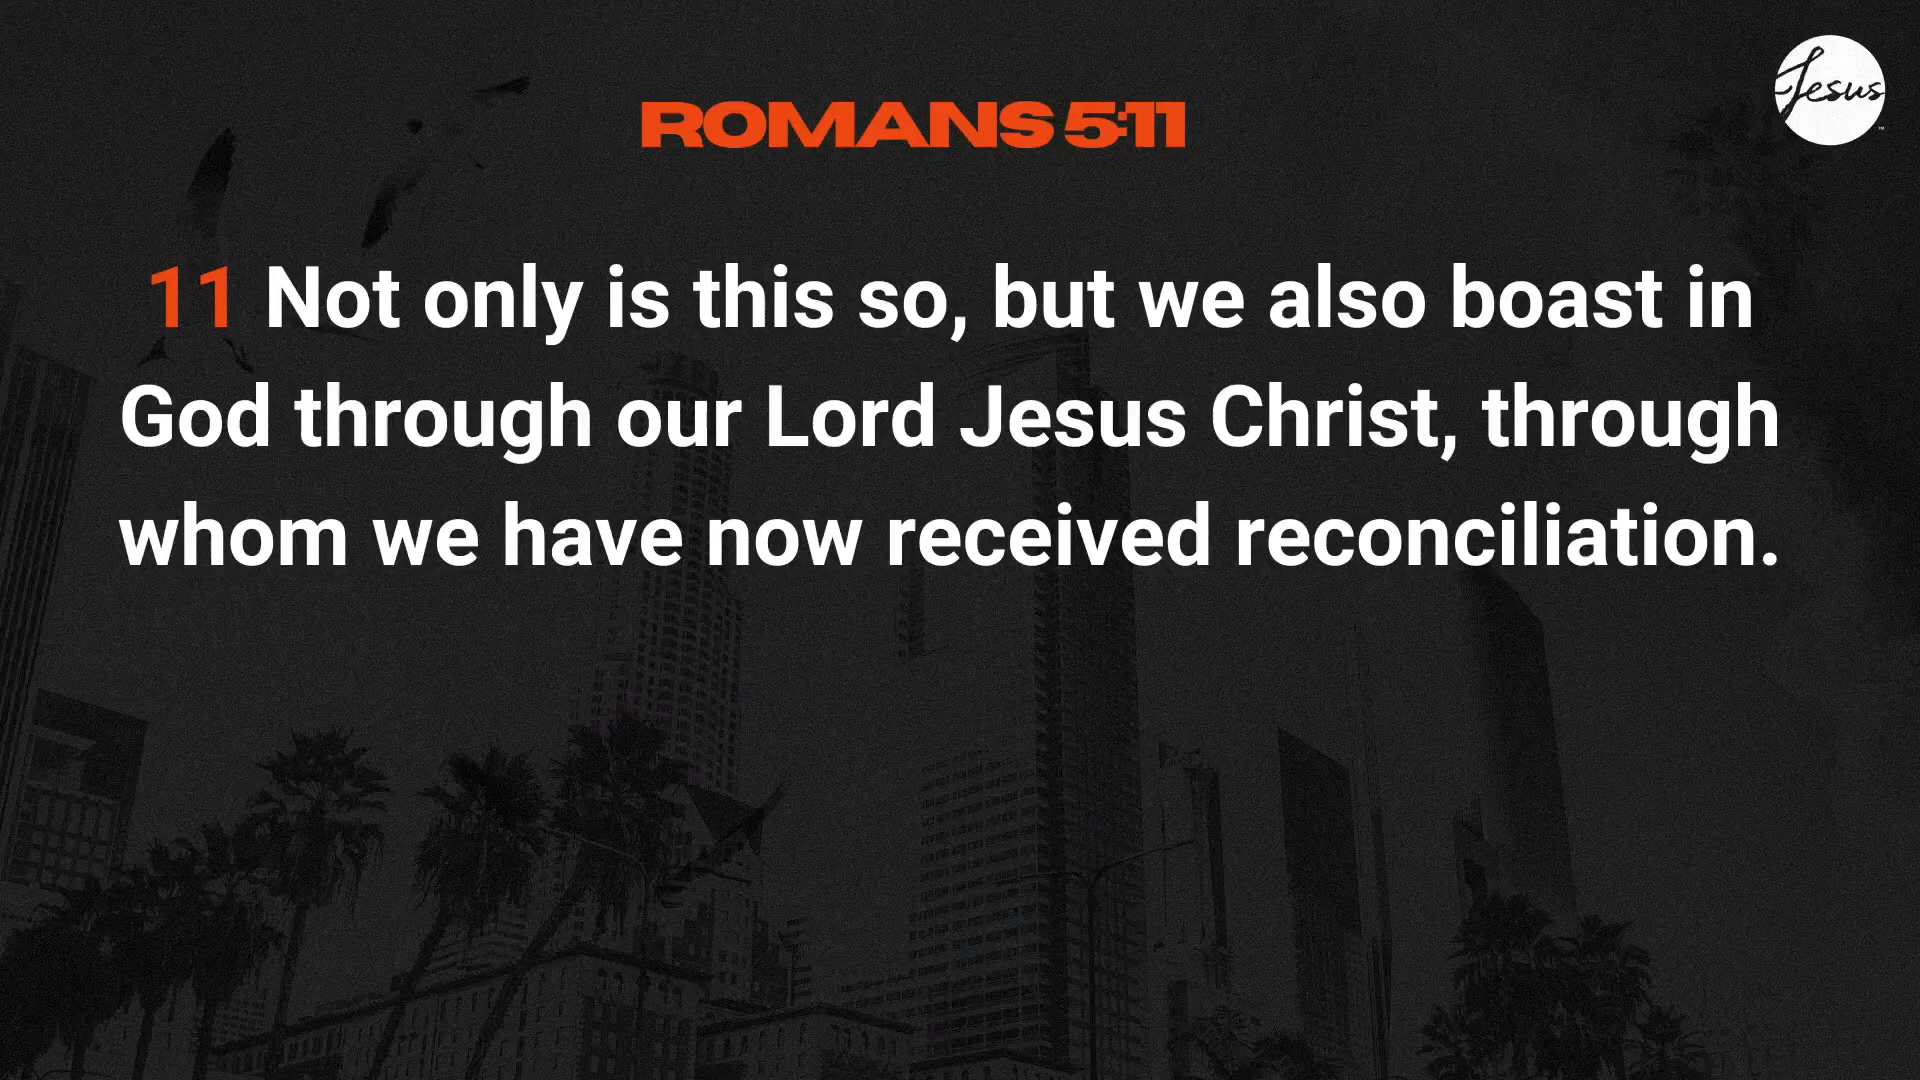 Jesus
ROMANS 5:11
11 Not only is this so, but we also boast in
God through our Lord Jesus Christ, through
whom we have now received reconciliation.